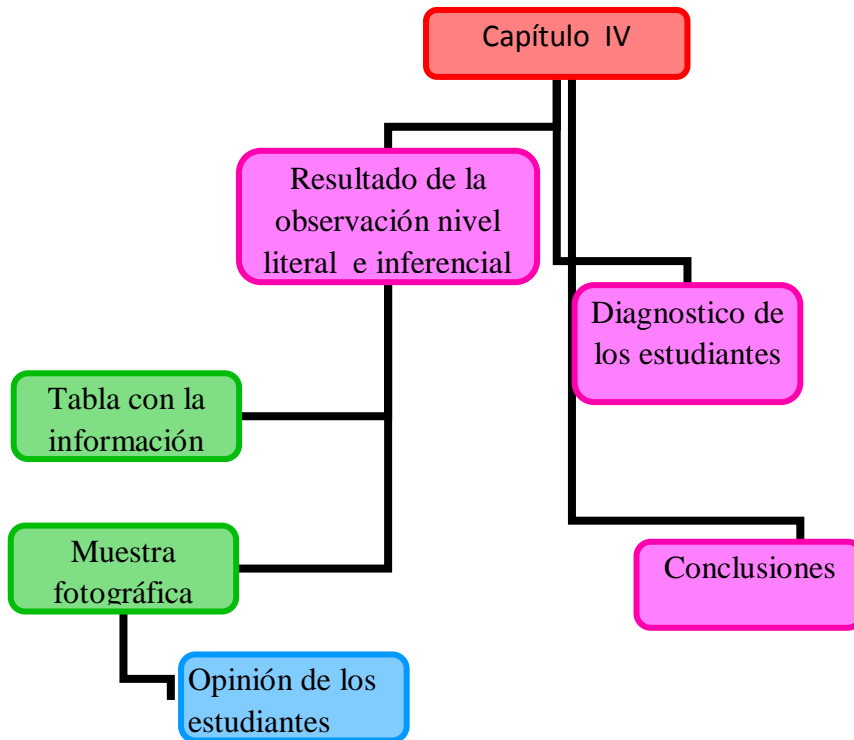 Capítulo IV
Resultado de la
observación nivel
literal e inferencial
Diagnostico de
los estudiantes
Tabla con la
información
Muestra
fotográfica
Conclusiones
Opinión de los
estudiantes